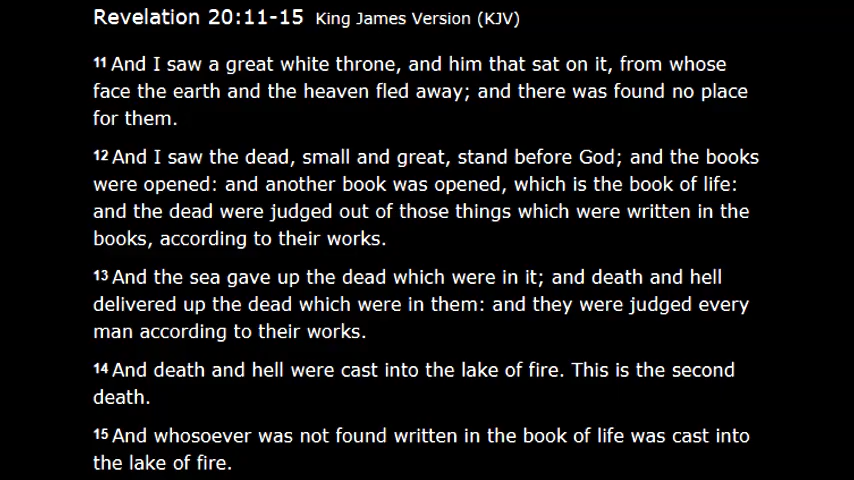 Revelation 20:11-15 King James Version (KJV)
11 And I saw a great white throne, and him that sat on it, from whose
face the earth and the heaven fled away; and there was found no place
for them.
12 And I saw the dead, small and great, stand before God; and the books
were opened: and another book was opened, which is the book of life:
and the dead were judged out of those things which were written in the
books, according to their works.
13 And the sea gave up the dead which were in it; and death and hell
delivered up the dead which were in them: and they were judged every
man according to their works.
14 And death and hell were cast into the lake of fire. This is the second
death.
15 And whosoever was not found written in the book of life was cast into
the lake of fire.